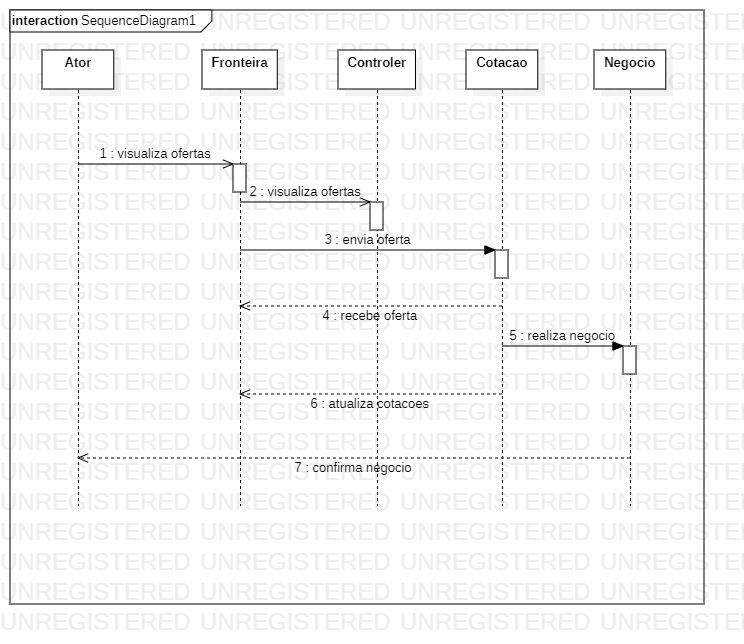 interaction SequenceDiagram1
Ator
Fronteira
Controler
Cotacao
Negocio
1 : visualiza ofertas
2 : visualiza ofertas
3 : envia oferta
4 : recebe oferta
5 : realiza negocio
6 : atualiza cotacoes
7 : confirma negocio
UNREGISTERED UNREGISTERED UNREGISTERED UNREGISTERED